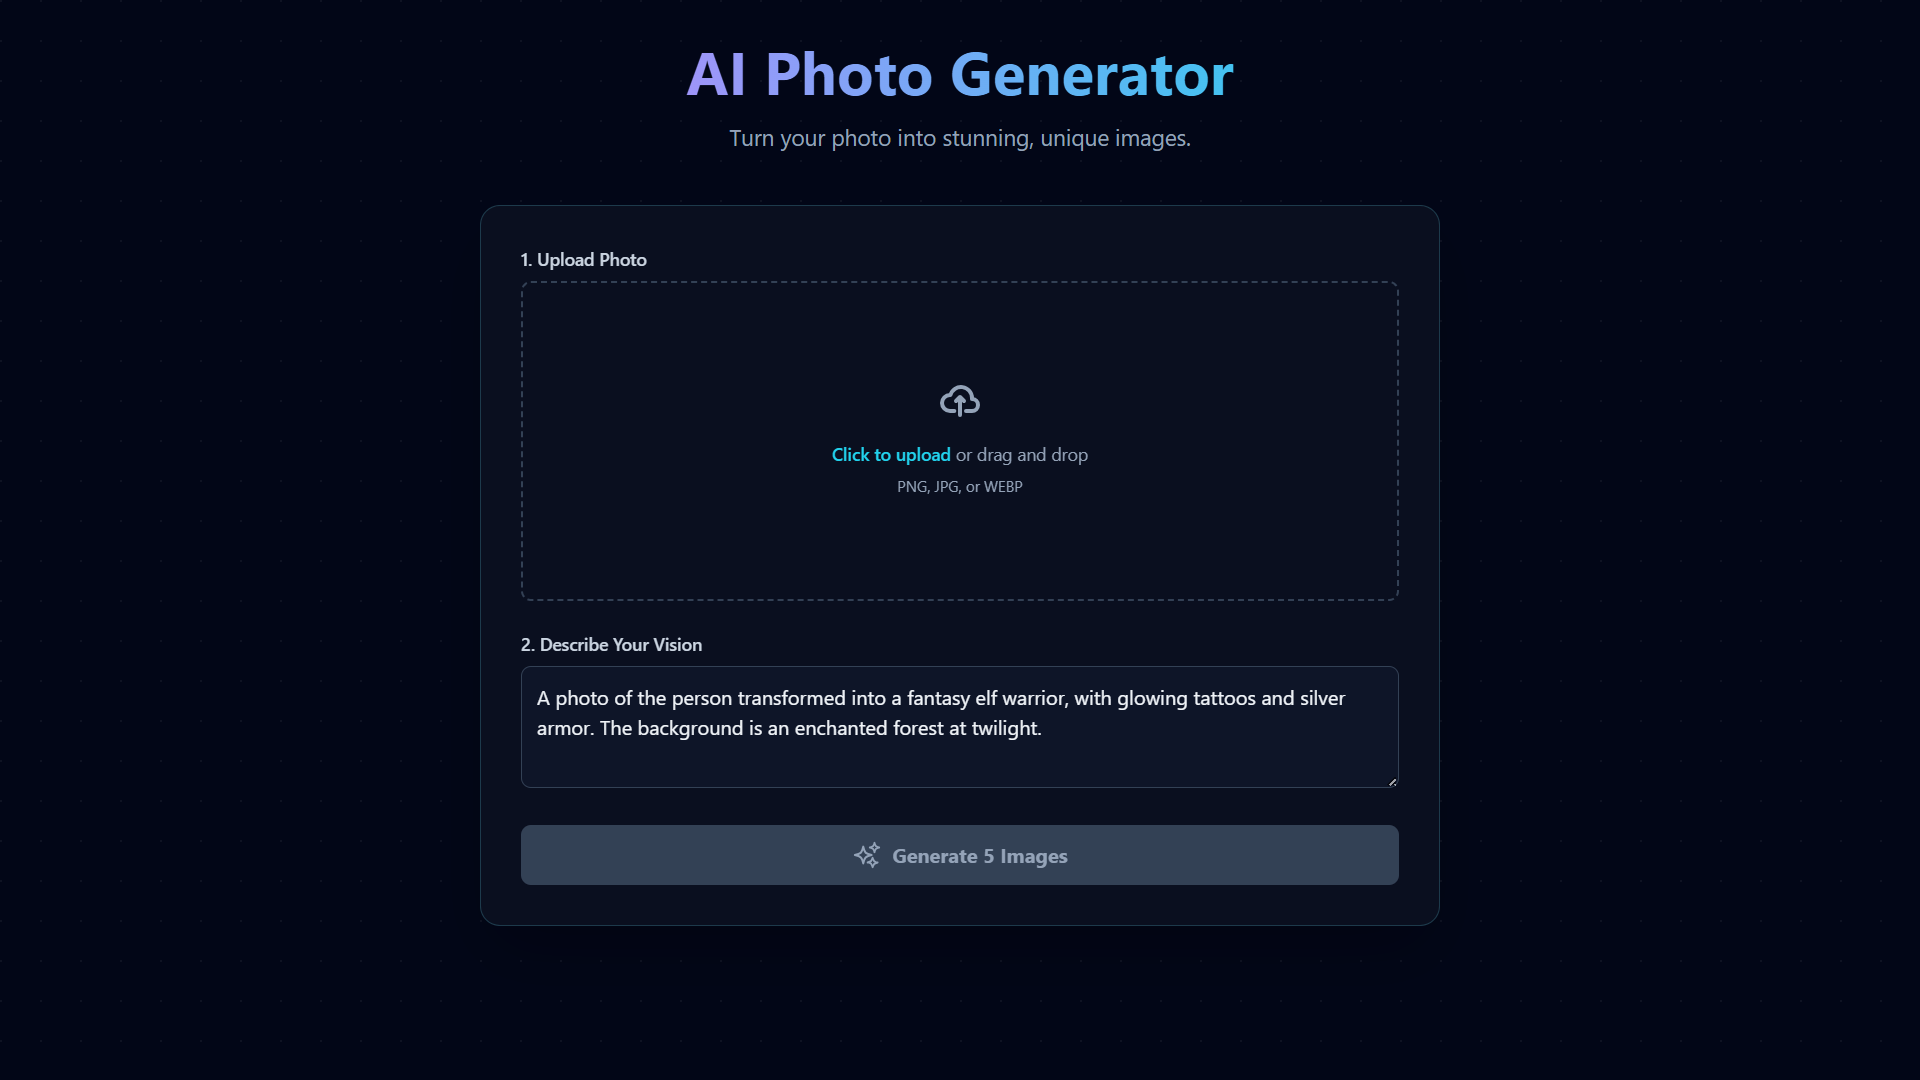 AI Photo Generator
Turn your photo into stunning, unique images.
1. Upload Photo
Click to upload or drag and drop
PNG, JPG, or WEBP
2. Describe Your Vision
A photo of the person transformed into a fantasy elf warrior, with glowing tattoos and silver
armor. The background is an enchanted forest at twilight.
Generate 5 Images